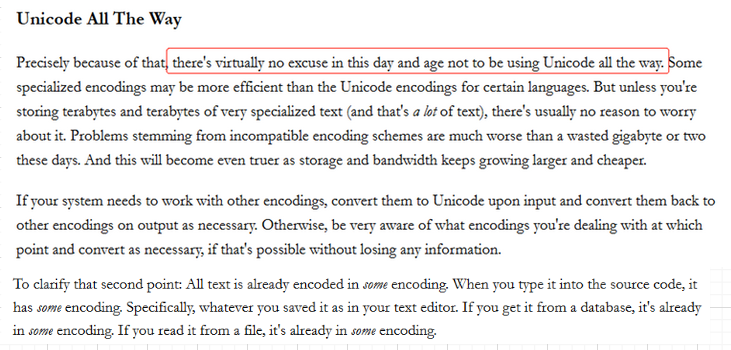 Unicode All The Way
Precisely because of that, there's virtually no excuse in this day and age not to be using Unicode all the way. Some
specialized encodings may be more efficient than the Unicode encodings for certain languages. But unless you're
storing terabytes and terabytes of very specialized text (and that's a lot of text), there's usually no reason to worry
about it. Problems stemming from incompatible encoding schemes are much worse than a wasted gigabyte or two
these days. And this will become even truer as storage and bandwidth keeps growing larger and cheaper.
If your system needs to work with other encodings, convert them to Unicode upon input and convert them back to
other encodings on output as necessary. Otherwise, be very aware of what encodings you're dealing with at which
point and convert as necessary, if that's possible without losing any information.
To clarify that second point: All text is already encoded in some encoding. When you type it into the source code, it
has some encoding. Specifically, whatever you saved it as in your text editor. If you get it from a database, it's already
in some encoding. If you read it from a file, it's already in some encoding.